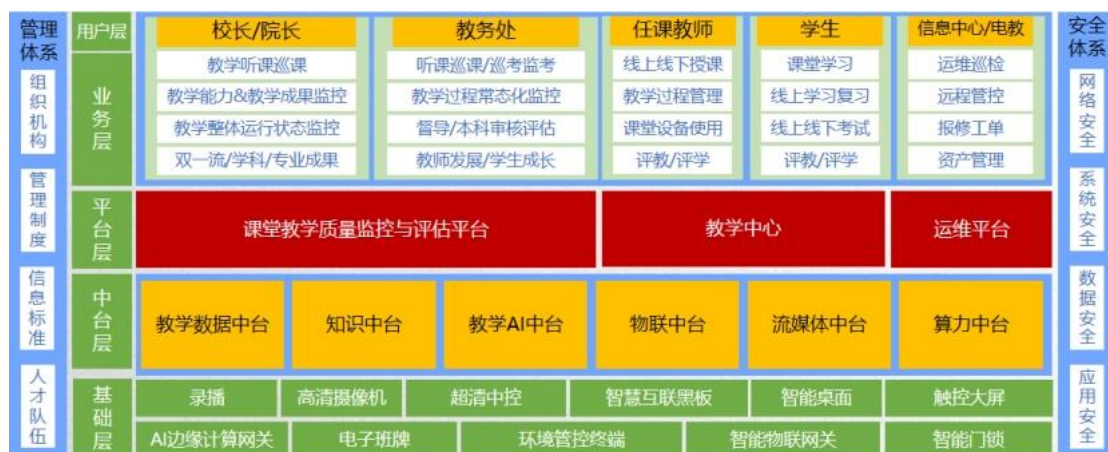 管理体系
组织机构
管理制度
信息标准
人才队伍
用户层
校长/院长
教务处
任课教师
学生
信息中心/电教
业务层
教学听课巡课
听课巡课/巡考监考
线上线下授课
课堂学习
运维巡检
教学能力&教学成果监控
教学过程常态化监控
教学过程管理
线上学习复习
远程管控
教学整体运行状态监控
督导/本科审核评估
课堂设备使用
线上线下考试
报修工单
双一流/学科/专业成果
教师发展/学生成长
评教/评学
评教/评学
资产管理
平台层
课堂教学质量监控与评估平台
教学中心
运维平台
中台层
教学数据中台
知识中台
教学AI中台
物联中台
流媒体中台
算力中台
基础层
录播
高清摄像机
超清中控
智慧互联黑板
智能桌面
触控大屏
AI边缘计算网关
电子班牌
环境管控终端
智能物联网关
智能门锁
安全体系
网络安全
系统安全
数据安全
应用安全